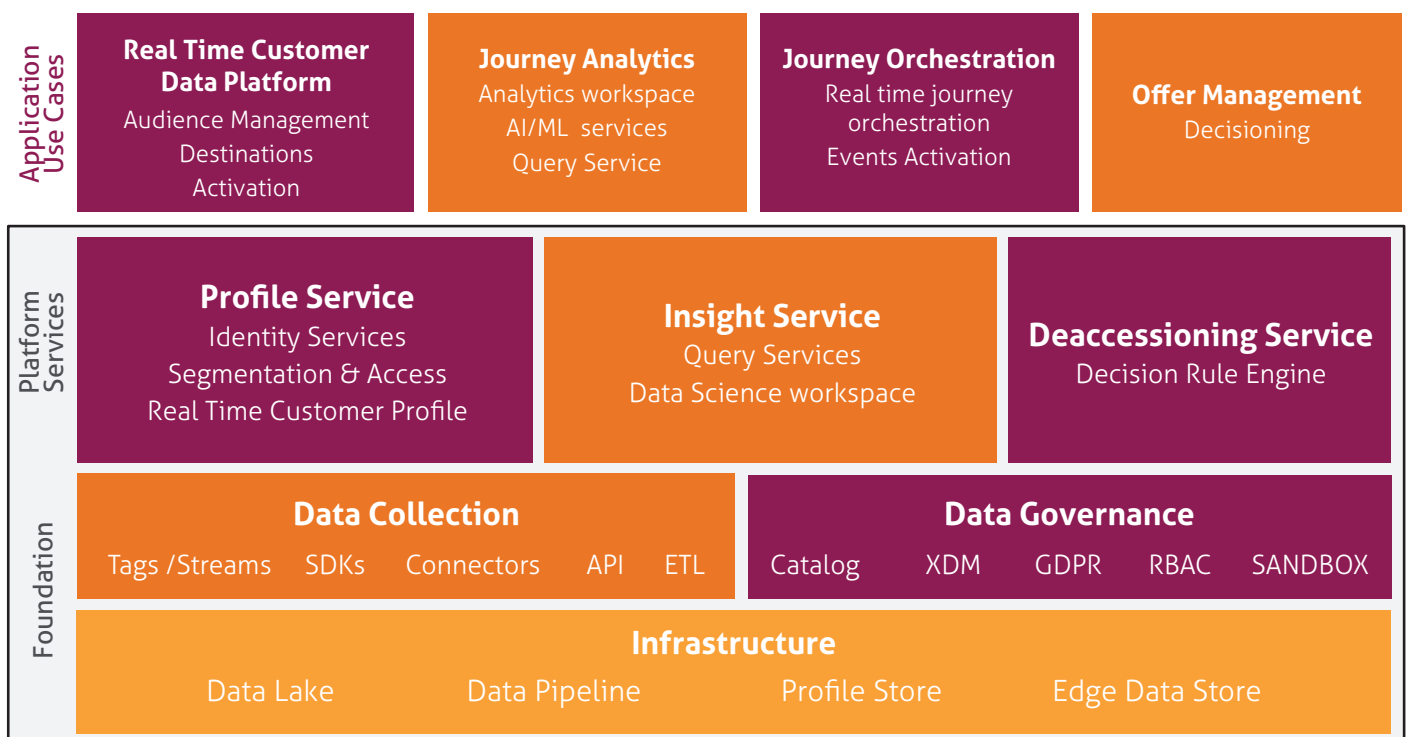 Application
Use Cases
Real Time Customer
Data Platform
Audience Management
Destinations
Activation
Journey Analytics
Analytics workspace
AI/ML services
Query Service
Journey Orchestration
Real time journey
orchestration
Events Activation
Offer Management
Decisioning
Platform
Services
Profile Service
Identity Services
Segmentation & Access
Real Time Customer Profile
Insight Service
Query Services
Data Science workspace
Deaccessioning Service
Decision Rule Engine
Foundation
Data Collection
Tags /Streams SDKs Connectors API ETL
Data Governance
Catalog XDM GDPR RBAC SANDBOX
Infrastructure
Data Lake Data Pipeline Profile Store Edge Data Store